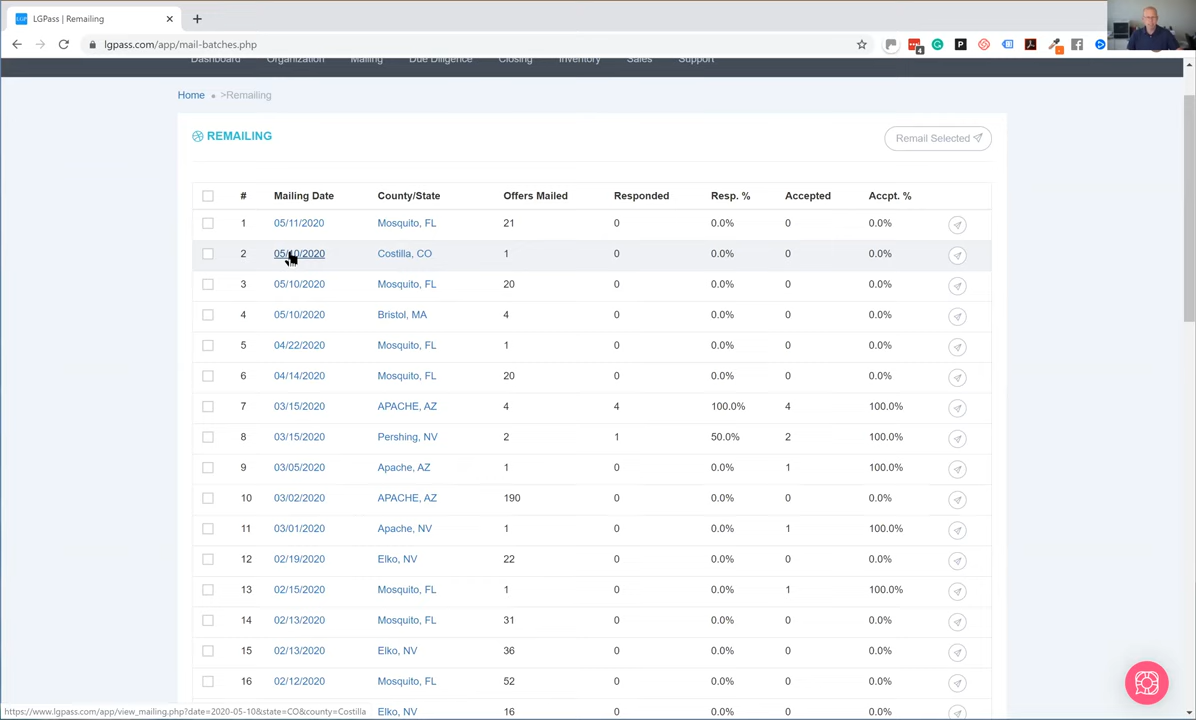 LGP LGPass | Remailing
lgpass.com/app/mail-batches.php
Dashboard Organization Mailing Due Diligence Closing Inventory Sales Support
Home >Remailing
REMAILING
Remail Selected
# Mailing Date County/State Offers Mailed Responded Resp. % Accepted Accpt. %
1 05/11/2020 Mosquito, FL 21 0 0.0% 0 0.0%
2 05/10/2020 Costilla, CO 1 0 0.0% 0 0.0%
3 05/10/2020 Mosquito, FL 20 0 0.0% 0 0.0%
4 05/10/2020 Bristol, MA 4 0 0.0% 0 0.0%
5 04/22/2020 Mosquito, FL 1 0 0.0% 0 0.0%
6 04/14/2020 Mosquito, FL 20 0 0.0% 0 0.0%
7 03/15/2020 APACHE, AZ 4 4 100.0% 4 100.0%
8 03/15/2020 Pershing, NV 2 1 50.0% 2 100.0%
9 03/05/2020 Apache, AZ 1 0 0.0% 1 100.0%
10 03/02/2020 APACHE, AZ 190 0 0.0% 0 0.0%
11 03/01/2020 Apache, NV 1 0 0.0% 1 100.0%
12 02/19/2020 Elko, NV 22 0 0.0% 0 0.0%
13 02/15/2020 Mosquito, FL 1 0 0.0% 1 100.0%
14 02/13/2020 Mosquito, FL 31 0 0.0% 0 0.0%
15 02/13/2020 Elko, NV 36 0 0.0% 0 0.0%
16 02/12/2020 Mosquito, FL 52 0 0.0% 0 0.0%
Elko, NV 16 0 0.0% 0 0.0%
https://www.lgpass.com/app/view_mailing.php?date=2020-05-10&state=CO&county=Costilla